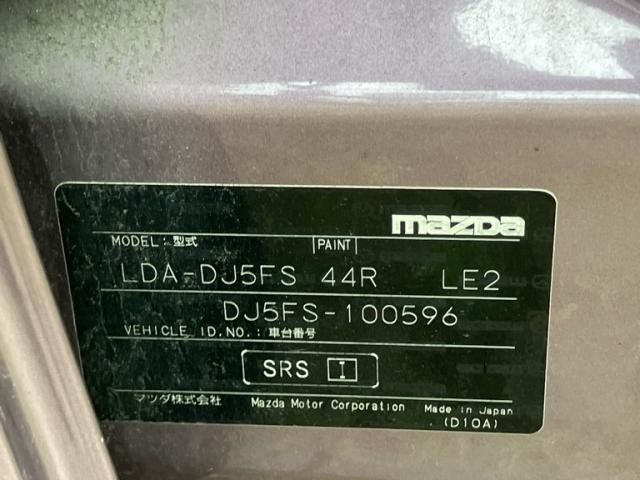 mazda
MODEL:型式 PAINT
LDA-DJ5FS 44R LE2
DJ5FS-100596
VEHICLE ID.NO.:車台番号
SRS I
マツダ株式会社 Mazda Motor Corporation Made in Japan
(D10A)